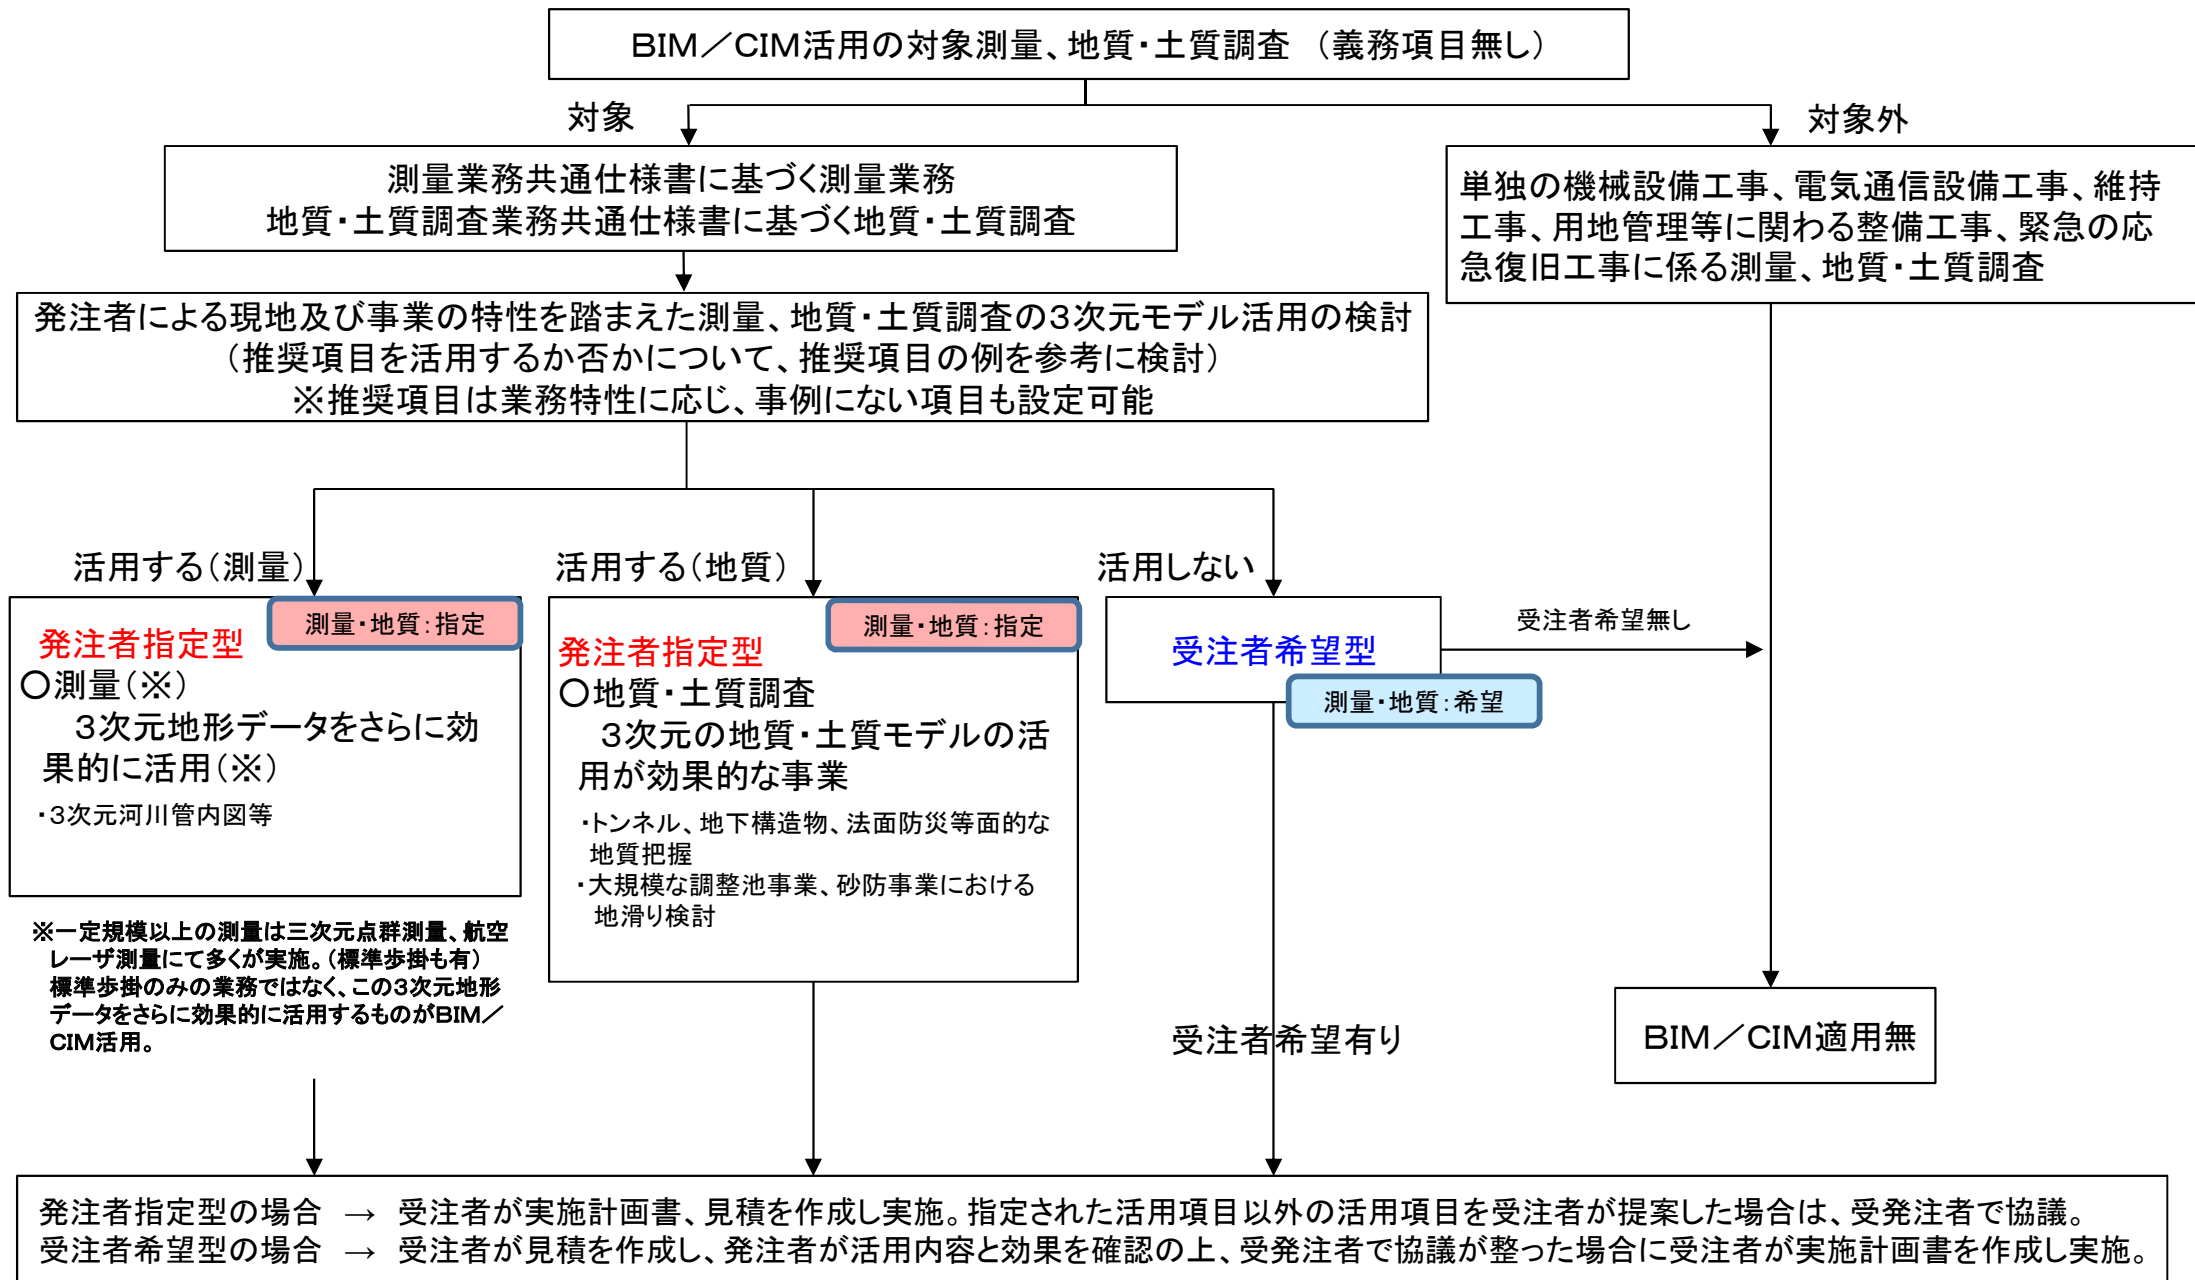 BIM／CIM活用の対象測量、地質・土質調査　（義務項目無し）
対象
対象外
測量業務共通仕様書に基づく測量業務
地質・土質調査業務共通仕様書に基づく地質・土質調査
単独の機械設備工事、電気通信設備工事、維持
工事、用地管理等に関わる整備工事、緊急の応
急復旧工事に係る測量、地質・土質調査
発注者による現地及び事業の特性を踏まえた測量、地質・土質調査の３次元モデル活用の検討
（推奨項目を活用するか否かについて、推奨項目の例を参考に検討）
※推奨項目は業務特性に応じ、事例にない項目も設定可能
活用する（測量）
活用する（地質）
活用しない
測量・地質：指定
発注者指定型
〇測量（※）
３次元地形データをさらに効
果的に活用（※）
・３次元河川管内図等
測量・地質：指定
発注者指定型
〇地質・土質調査
３次元の地質・土質モデルの活
用が効果的な事業
・トンネル、地下構造物、法面防災等面的な
地質把握
・大規模な調整池事業、砂防事業における
地滑り検討
受注者希望型
測量・地質：希望
受注者希望無し
※一定規模以上の測量は三次元点群測量、航空
レーザ測量にて多くが実施。（標準歩掛も有）
標準歩掛のみの業務ではなく、この３次元地形
データをさらに効果的に活用するものがBIM／
CIM活用。
受注者希望有り
BIM／CIM適用無
発注者指定型の場合　→　受注者が実施計画書、見積を作成し実施。指定された活用項目以外の活用項目を受注者が提案した場合は、受発注者で協議。
受注者希望型の場合　→　受注者が見積を作成し、発注者が活用内容と効果を確認の上、受発注者で協議が整った場合に受注者が実施計画書を作成し実施。